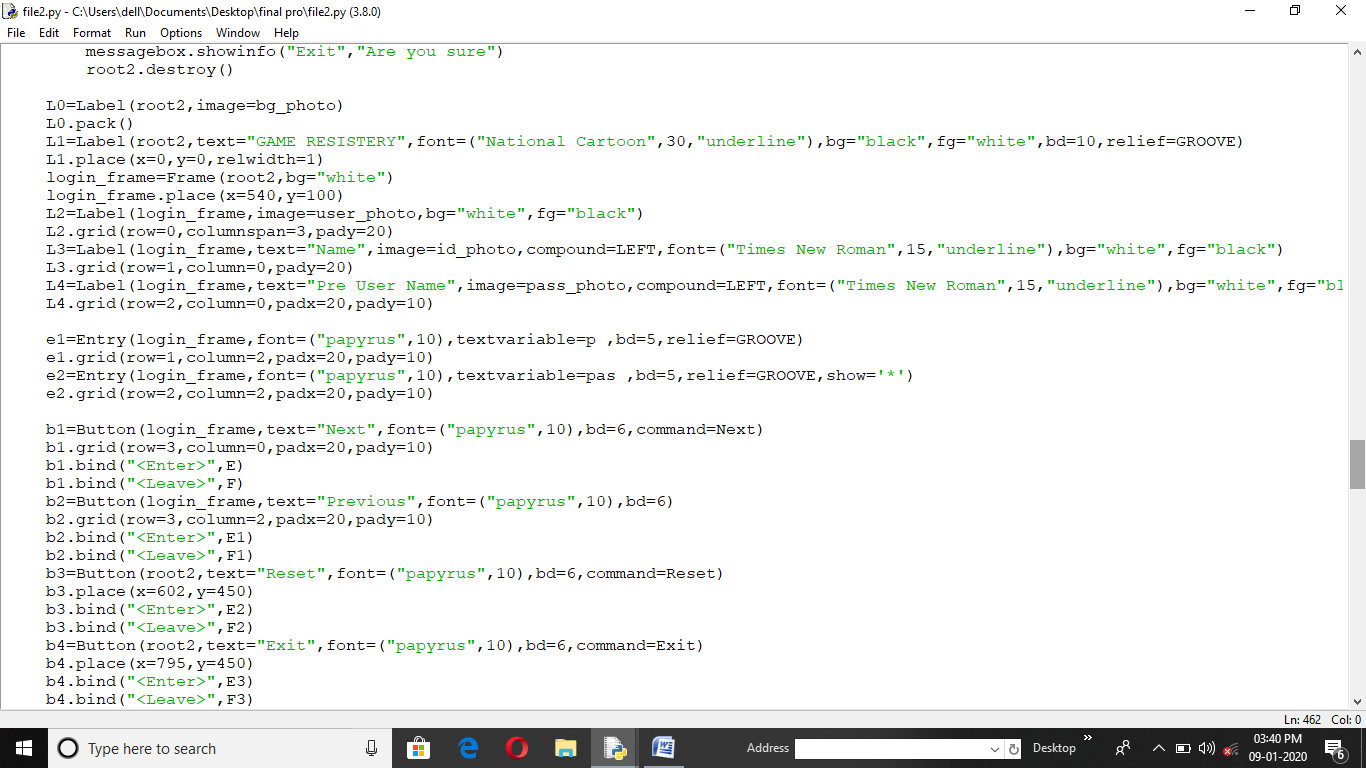 file2.py - C:\Users\dell\Documents\Desktop\final pro\file2.py (3.8.0)
File Edit Format Run Options Window Help
        messagebox.showinfo("Exit","Are you sure")
        root2.destroy()

    L0=Label(root2,image=bg_photo)
    L0.pack()
    L1=Label(root2,text="GAME RESISTERY",font=("National Cartoon",30,"underline"),bg="black",fg="white",bd=10,relief=GROOVE)
    L1.place(x=0,y=0,relwidth=1)
    login_frame=Frame(root2,bg="white")
    login_frame.place(x=540,y=100)
    L2=Label(login_frame,image=user_photo,bg="white",fg="black")
    L2.grid(row=0,columnspan=3,pady=20)
    L3=Label(login_frame,text="Name",image=id_photo,compound=LEFT,font=("Times New Roman",15,"underline"),bg="white",fg="black")
    L3.grid(row=1,column=0,pady=20)
    L4=Label(login_frame,text="Pre User Name",image=pass_photo,compound=LEFT,font=("Times New Roman",15,"underline"),bg="white",fg="bl
    L4.grid(row=2,column=0,padx=20,pady=10)

    e1=Entry(login_frame,font=("papyrus",10),textvariable=p ,bd=5,relief=GROOVE)
    e1.grid(row=1,column=2,padx=20,pady=10)
    e2=Entry(login_frame,font=("papyrus",10),textvariable=pas ,bd=5,relief=GROOVE,show='*')
    e2.grid(row=2,column=2,padx=20,pady=10)

    b1=Button(login_frame,text="Next",font=("papyrus",10),bd=6,command=Next)
    b1.grid(row=3,column=0,padx=20,pady=10)
    b1.bind("<Enter>",E)
    b1.bind("<Leave>",F)
    b2=Button(login_frame,text="Previous",font=("papyrus",10),bd=6)
    b2.grid(row=3,column=2,padx=20,pady=10)
    b2.bind("<Enter>",E1)
    b2.bind("<Leave>",F1)
    b3=Button(root2,text="Reset",font=("papyrus",10),bd=6,command=Reset)
    b3.place(x=602,y=450)
    b3.bind("<Enter>",E2)
    b3.bind("<Leave>",F2)
    b4=Button(root2,text="Exit",font=("papyrus",10),bd=6,command=Exit)
    b4.place(x=795,y=450)
    b4.bind("<Enter>",E3)
    b4.bind("<Leave>",F3)
Ln: 462 Col: 0
Type here to search
Address
Desktop
03:40 PM
09-01-2020
6